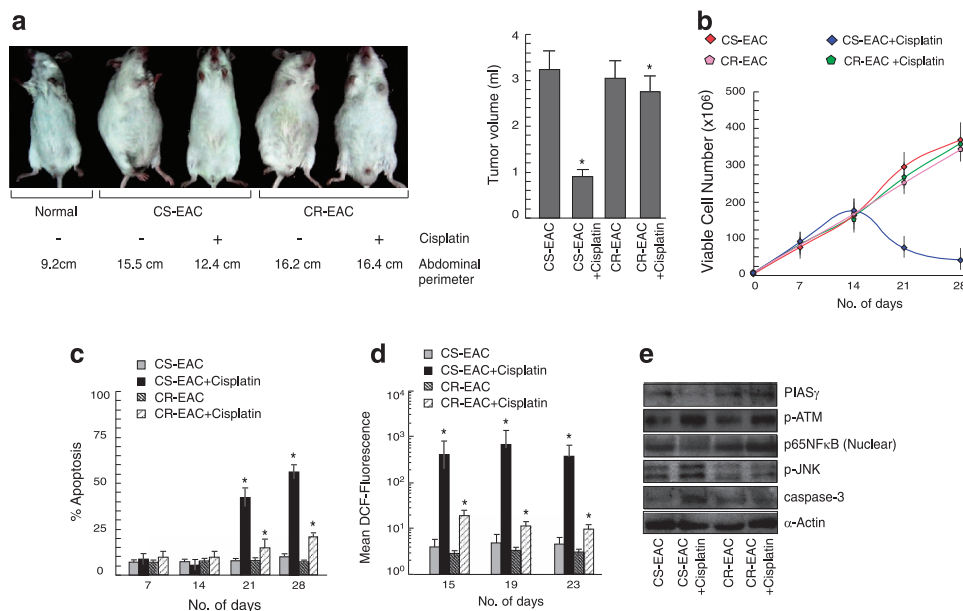 a
Normal
CS-EAC
CR-EAC
- - + - + Cisplatin
9.2cm 15.5 cm 12.4 cm 16.2 cm 16.4 cm Abdominal
perimeter
Tumor volume (ml)
4
3
2
1
0
*
*
CS-EAC
CS-EAC
+Cisplatin
CR-EAC
CR-EAC
+Cisplatin
b
CS-EAC
CS-EAC+Cisplatin
CR-EAC
CR-EAC +Cisplatin
Viable Cell Number (x10⁶)
500
400
300
200
100
0 7 14 21 28
No. of days
c
CS-EAC
CS-EAC+Cisplatin
CR-EAC
CR-EAC+Cisplatin
% Apoptosis
100
75
50
25
0
* * * *
7 14 21 28
No. of days
d
CS-EAC
CS-EAC+Cisplatin
CR-EAC
CR-EAC+Cisplatin
Mean DCF-Fluorescence
10⁴
10³
10²
10¹
10⁰
* * * * * *
15 19 23
No. of days
e
PIASγ
p-ATM
p65NFκB (Nuclear)
p-JNK
caspase-3
α-Actin
CS-EAC
CS-EAC
+Cisplatin
CR-EAC
CR-EAC
+Cisplatin